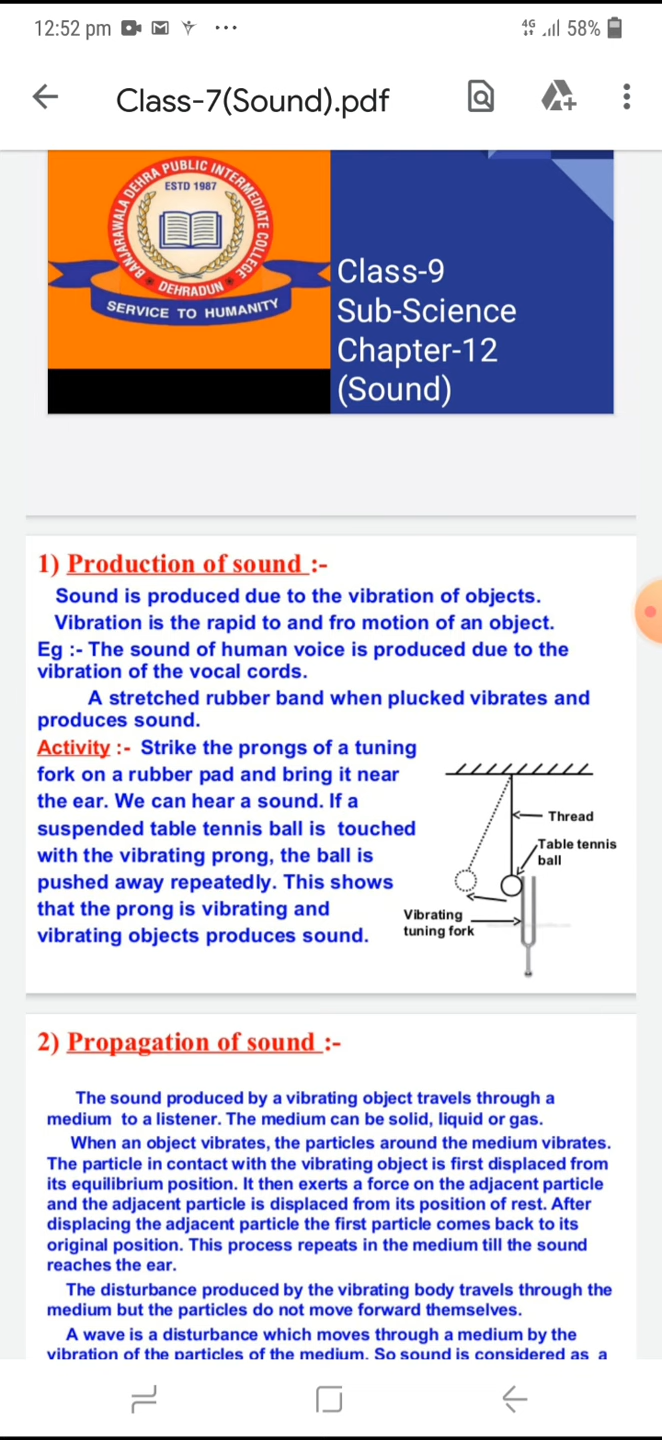 12:52 pm
4G 58%
Class-7(Sound).pdf
BANJARAWALA DEHRA PUBLIC INTERMEDIATE COLLEGE
ESTD 1987
DEHRADUN
SERVICE TO HUMANITY
Class-9
Sub-Science
Chapter-12
(Sound)
1) Production of sound :-
Sound is produced due to the vibration of objects.
Vibration is the rapid to and fro motion of an object.
Eg :- The sound of human voice is produced due to the
vibration of the vocal cords.
A stretched rubber band when plucked vibrates and
produces sound.
Activity :- Strike the prongs of a tuning
fork on a rubber pad and bring it near
the ear. We can hear a sound. If a
suspended table tennis ball is touched
with the vibrating prong, the ball is
pushed away repeatedly. This shows
that the prong is vibrating and
vibrating objects produces sound.
Thread
Table tennis
ball
Vibrating
tuning fork
2) Propagation of sound :-
The sound produced by a vibrating object travels through a
medium to a listener. The medium can be solid, liquid or gas.
When an object vibrates, the particles around the medium vibrates.
The particle in contact with the vibrating object is first displaced from
its equilibrium position. It then exerts a force on the adjacent particle
and the adjacent particle is displaced from its position of rest. After
displacing the adjacent particle the first particle comes back to its
original position. This process repeats in the medium till the sound
reaches the ear.
The disturbance produced by the vibrating body travels through the
medium but the particles do not move forward themselves.
A wave is a disturbance which moves through a medium by the
vibration of the particles of the medium. So sound is considered as a